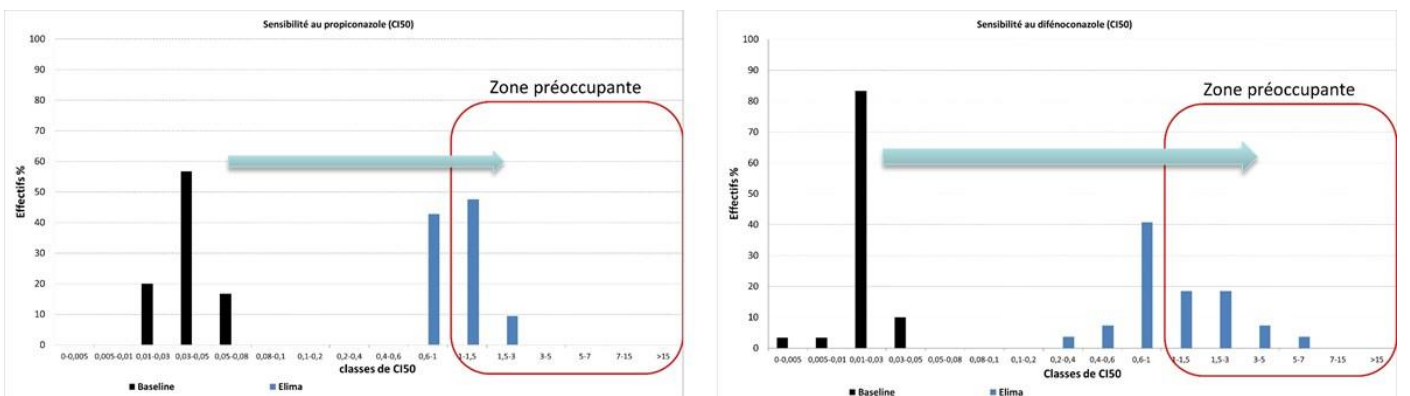 Sensibilité au propiconazole (CI50)
100
90
80
70
60
50
40
30
20
10
0
Effectifs %
Zone préoccupante
0-0,005 0,005-0,01 0,01-0,03 0,03-0,05 0,05-0,08 0,08-0,1 0,1-0,2 0,2-0,4 0,4-0,6 0,6-1 1-1,5 1,5-3 3-5 5-7 7-15 >15
classes de CI50
Baseline Elima
Sensibilité au difénoconazole (CI50)
100
90
80
70
60
50
40
30
20
10
0
Effectifs %
Zone préoccupante
0-0,005 0,005-0,01 0,01-0,03 0,03-0,05 0,05-0,08 0,08-0,1 0,1-0,2 0,2-0,4 0,4-0,6 0,6-1 1-1,5 1,5-3 3-5 5-7 7-15 >15
Classes de CI50
Baseline Elima